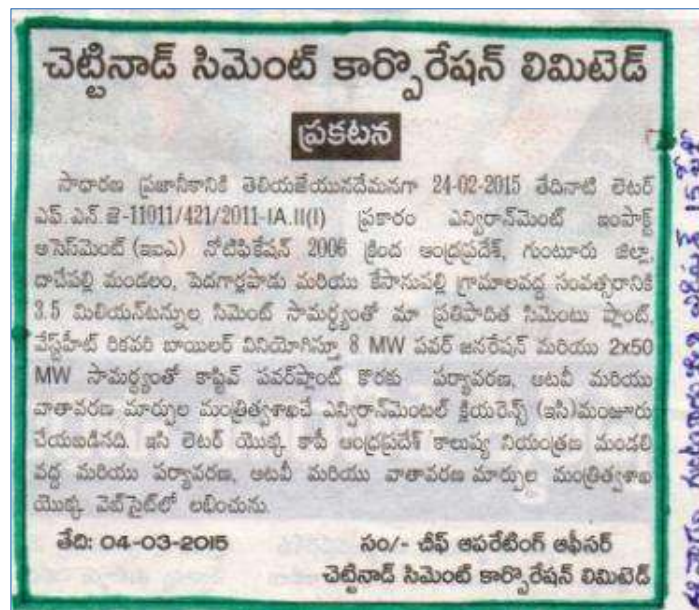 చెట్టినాడ్ సిమెంట్ కార్పొరేషన్ లిమిటెడ్
ప్రకటన
సాధారణ ప్రజానీకానికి తెలియజేయునదేమనగా 24-02-2015 తేదినాటి లెటర్
ఎఫ్.ఎన్.జె-11011/421/2011-IA.II(I) ప్రకారం ఎన్విరాన్‌మెంట్ ఇంపాక్ట్
అసెస్‌మెంట్ (ఇఐఎ) నోటిఫికేషన్ 2006 క్రింద ఆంధ్రప్రదేశ్, గుంటూరు జిల్లా,
దాచేపల్లి మండలం, పెదగార్లపాడు మరియు కేసానుపల్లి గ్రామాలవద్ద సంవత్సరానికి
3.5 మిలియన్‌టన్నుల సిమెంట్ సామర్థ్యంతో మా ప్రతిపాదిత సిమెంటు ప్లాంట్,
వేస్ట్‌హీట్ రికవరీ బాయిలర్ వినియోగిస్తూ 8 MW పవర్ జనరేషన్ మరియు 2x50
MW సామర్థ్యంతో కాప్టివ్ పవర్‌ప్లాంట్ కొరకు పర్యావరణ, అటవీ మరియు
వాతావరణ మార్పుల మంత్రిత్వశాఖచే ఎన్విరాన్‌మెంటల్ క్లియరెన్స్ (ఇసి)మంజూరు
చేయబడినది. ఇసి లెటర్ యొక్క కాపీ ఆంధ్రప్రదేశ్ కాలుష్య నియంత్రణ మండలి
వద్ద మరియు పర్యావరణ, అటవీ మరియు వాతావరణ మార్పుల మంత్రిత్వశాఖ
యొక్క వెబ్‌సైట్‌లో లభించును.
తేది: 04-03-2015 సం/- చీఫ్ ఆపరేటింగ్ ఆఫీసర్
చెట్టినాడ్ సిమెంట్ కార్పొరేషన్ లిమిటెడ్